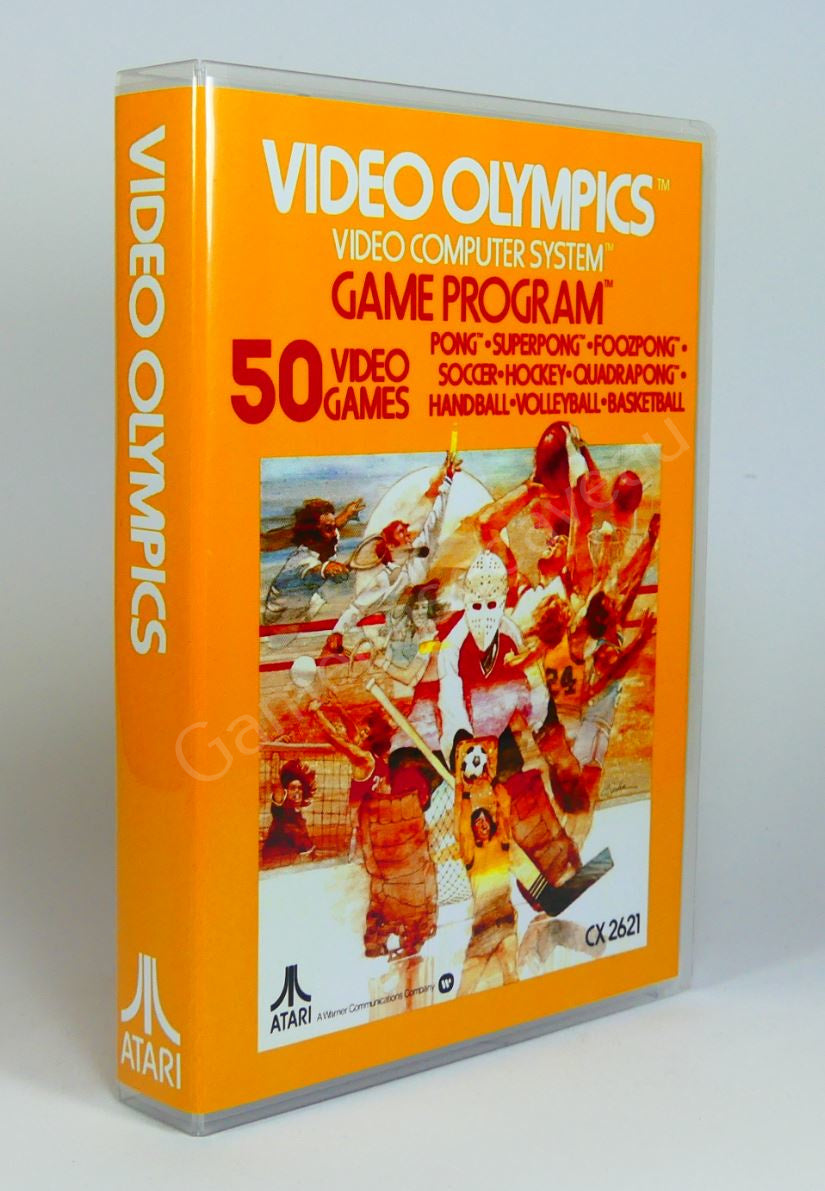 VIDEO OLYMPICS
ATARI
VIDEO OLYMPICS™
VIDEO COMPUTER SYSTEM™
GAME PROGRAM™
50 VIDEO GAMES
PONG™•SUPERPONG™•FOOZPONG™•
SOCCER•HOCKEY•QUADRAPONG™•
HANDBALL•VOLLEYBALL•BASKETBALL
24
CX 2621
ATARI
A Warner Communications Company